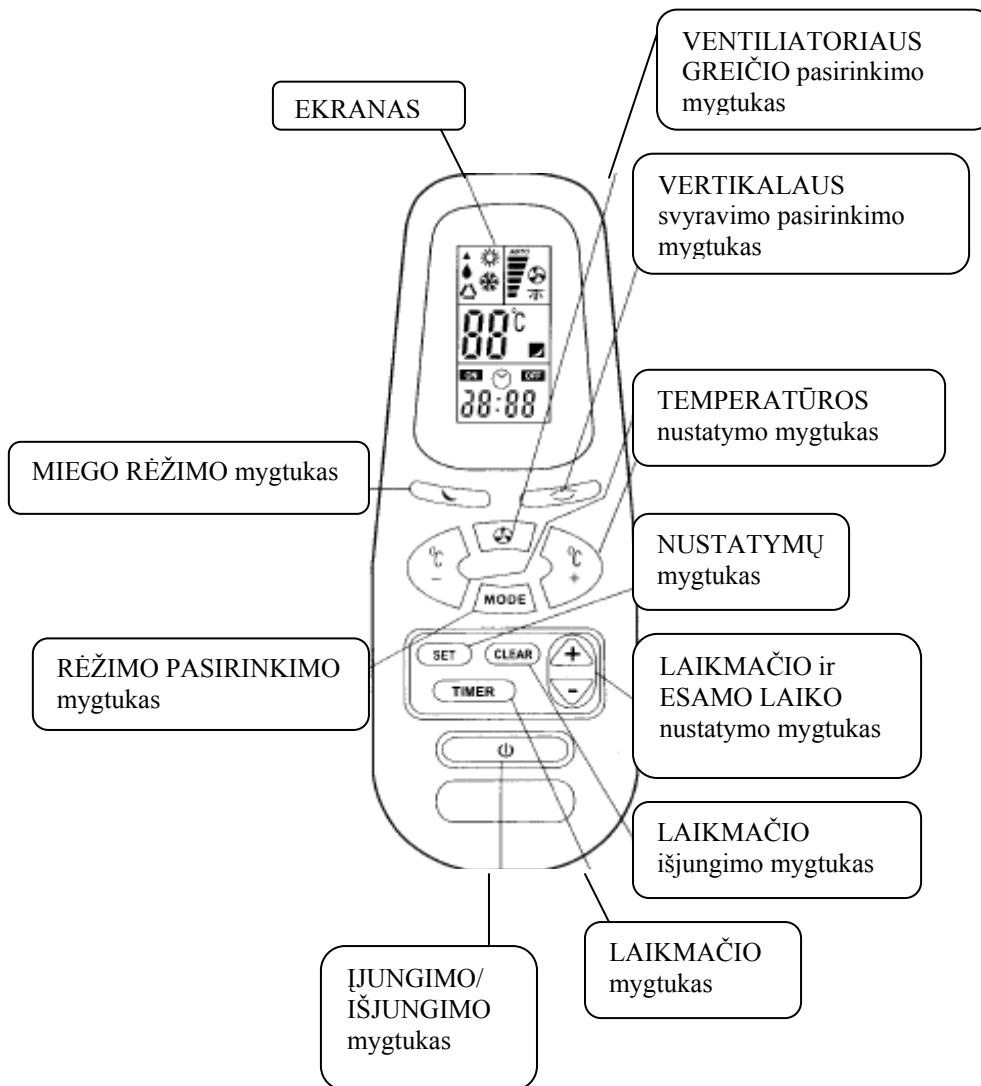 VENTILIATORIAUS
GREIČIO pasirinkimo
mygtukas
EKRANAS
VERTIKALAUS
svyravimo pasirinkimo
mygtukas
AUTO
88 °C
ON OFF
88:88
TEMPERATŪROS
nustatymo mygtukas
MIEGO RĖŽIMO mygtukas
°C
–
°C
+
NUSTATYMŲ
mygtukas
MODE
RĖŽIMO PASIRINKIMO
mygtukas
SET
CLEAR
+
-
TIMER
LAIKMAČIO ir
ESAMO LAIKO
nustatymo mygtukas
LAIKMAČIO
išjungimo mygtukas
LAIKMAČIO
mygtukas
ĮJUNGIMO/
IŠJUNGIMO
mygtukas